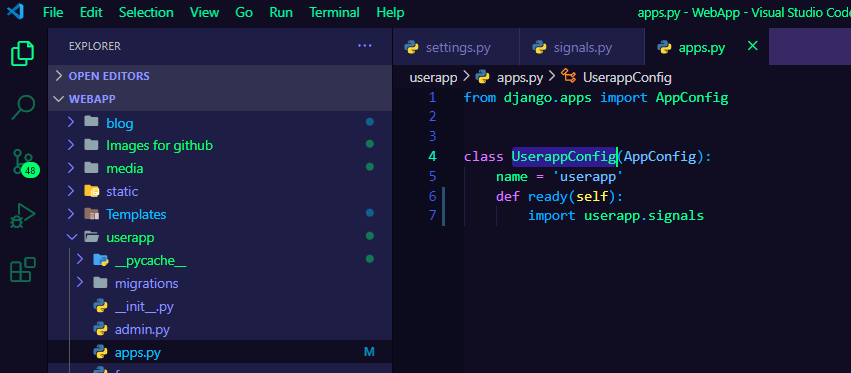 File Edit Selection View Go Run Terminal Help apps.py - WebApp - Visual Studio Code
EXPLORER ...
OPEN EDITORS
WEBAPP
blog
Images for github
media
static
Templates
userapp
__pycache__
migrations
__init__.py
admin.py
apps.py M
48
settings.py signals.py apps.py
userapp > apps.py > UserappConfig
1 from django.apps import AppConfig
2
3
4 class UserappConfig(AppConfig):
5 name = 'userapp'
6 def ready(self):
7 import userapp.signals